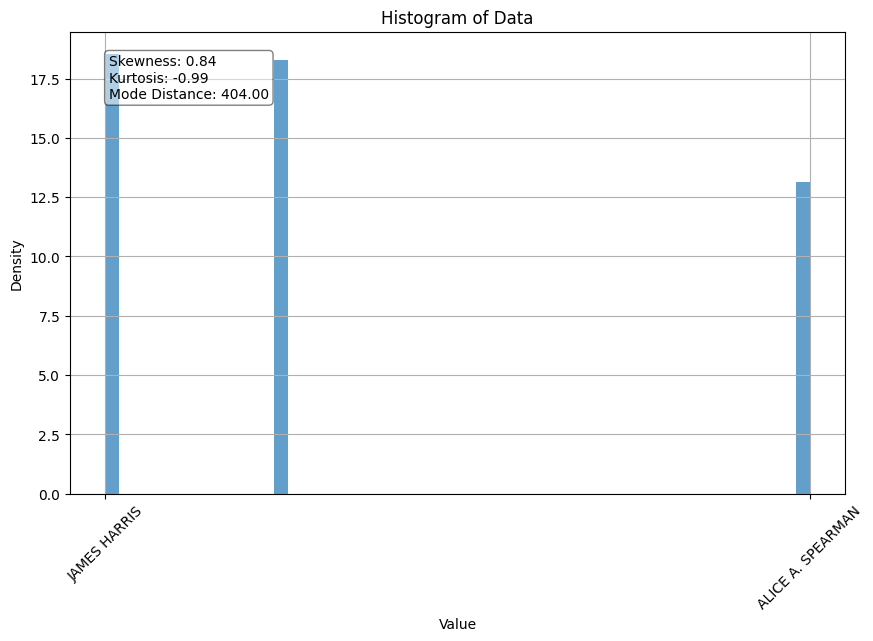 Histogram of Data
Skewness: 0.84
Kurtosis: -0.99
Mode Distance: 404.00
17.5
15.0
12.5
10.0
7.5
5.0
2.5
0.0
Density
JAMES HARRIS
ALICE A. SPEARMAN
Value